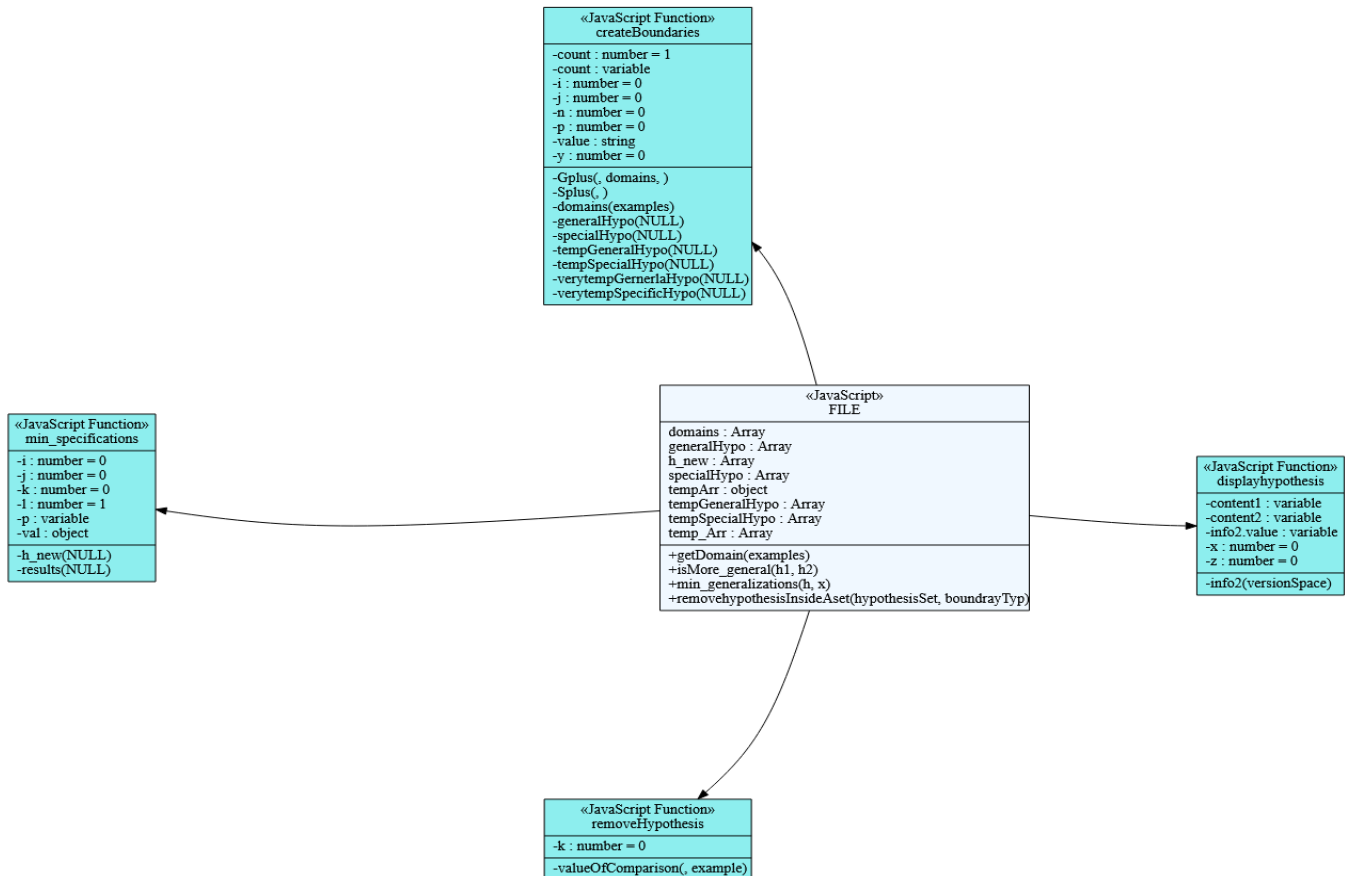 «JavaScript Function»
createBoundaries
-count : number = 1
-count : variable
-i : number = 0
-j : number = 0
-n : number = 0
-p : number = 0
-value : string
-y : number = 0
-Gplus(, domains, )
-Splus(, )
-domains(examples)
-generalHypo(NULL)
-specialHypo(NULL)
-tempGeneralHypo(NULL)
-tempSpecialHypo(NULL)
-verytempGernerlaHypo(NULL)
-verytempSpecificHypo(NULL)
«JavaScript»
FILE
domains : Array
generalHypo : Array
h_new : Array
specialHypo : Array
tempArr : object
tempGeneralHypo : Array
tempSpecialHypo : Array
temp_Arr : Array
+getDomain(examples)
+isMore_general(h1, h2)
+min_generalizations(h, x)
+removehypothesisInsideAset(hypothesisSet, boundrayTyp)
«JavaScript Function»
min_specifications
-i : number = 0
-j : number = 0
-k : number = 0
-l : number = 1
-p : variable
-val : object
-h_new(NULL)
-results(NULL)
«JavaScript Function»
displayhypothesis
-content1 : variable
-content2 : variable
-info2.value : variable
-x : number = 0
-z : number = 0
-info2(versionSpace)
«JavaScript Function»
removeHypothesis
-k : number = 0
-valueOfComparison(, example)